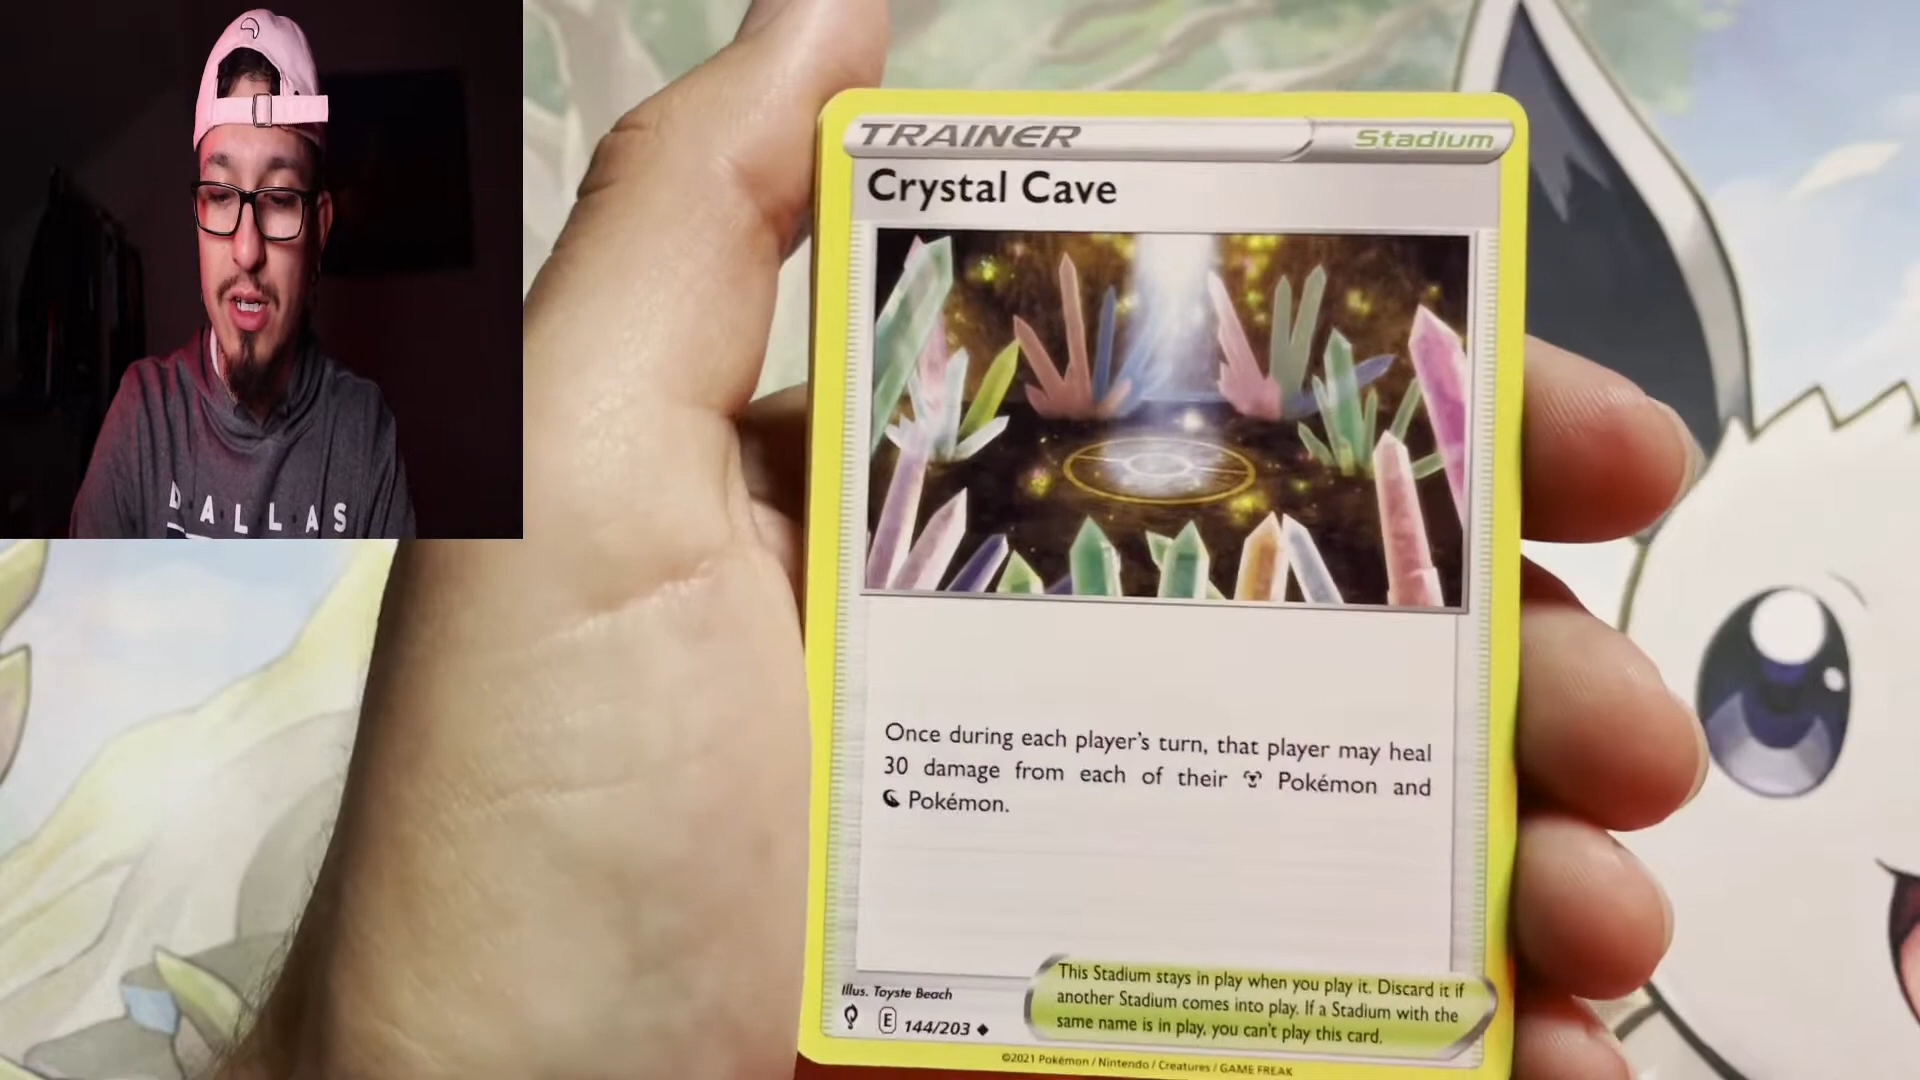 DALLAS
TRAINER
Stadium
Crystal Cave
Once during each player's turn, that player may heal
30 damage from each of their Pokémon and
Pokémon.
This Stadium stays in play when you play it. Discard it if
another Stadium comes into play. If a Stadium with the
same name is in play, you can't play this card.
Illus. Toyste Beach
E 144/203
©2021 Pokémon / Nintendo / Creatures / GAME FREAK